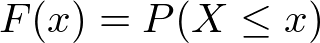 F(x) = P(X ≤ x)